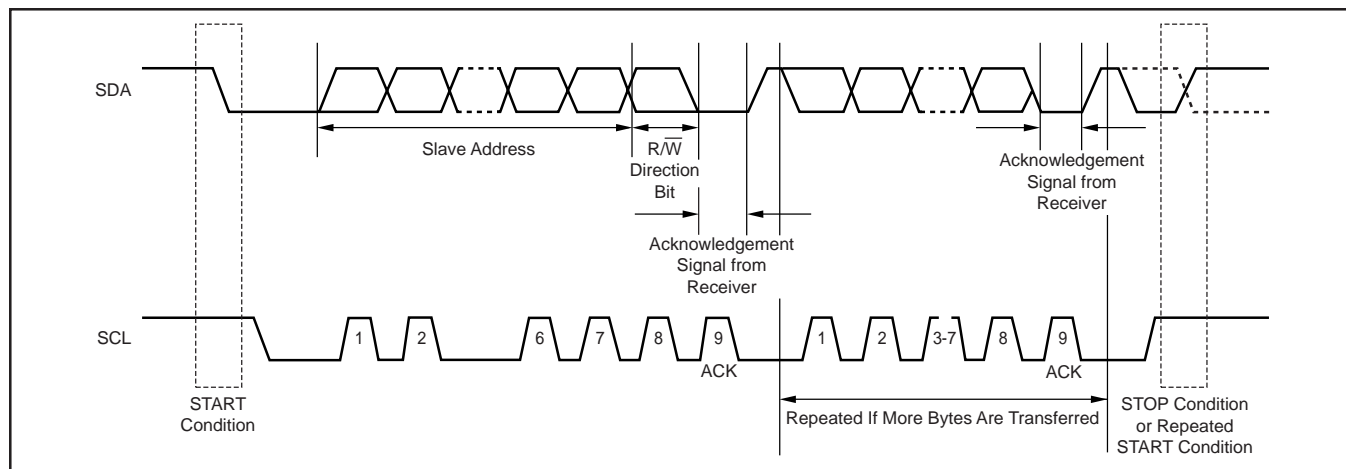 SDA
Slave Address
R/W̅
Direction
Bit
Acknowledgement
Signal from
Receiver
Acknowledgement
Signal from
Receiver
SCL
1
2
6
7
8
9
ACK
1
2
3-7
8
9
ACK
START
Condition
Repeated If More Bytes Are Transferred
STOP Condition
or Repeated
START Condition